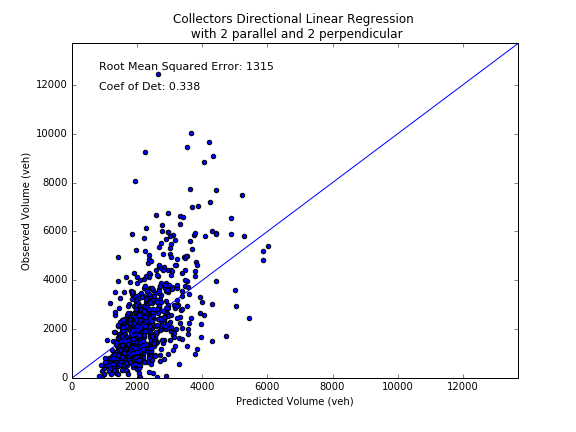 Collectors Directional Linear Regression
with 2 parallel and 2 perpendicular
Root Mean Squared Error: 1315
Coef of Det: 0.338
Observed Volume (veh)
12000
10000
8000
6000
4000
2000
0
0 2000 4000 6000 8000 10000 12000
Predicted Volume (veh)